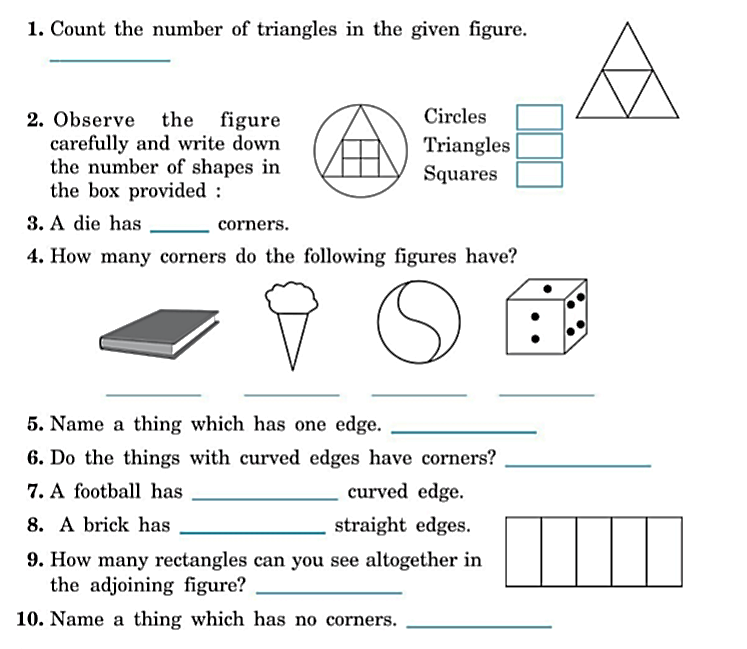 1. Count the number of triangles in the given figure.
2. Observe the figure
carefully and write down
the number of shapes in
the box provided :
Circles
Triangles
Squares
3. A die has ______ corners.
4. How many corners do the following figures have?
5. Name a thing which has one edge.
6. Do the things with curved edges have corners?
7. A football has ______ curved edge.
8. A brick has ______ straight edges.
9. How many rectangles can you see altogether in
the adjoining figure?
10. Name a thing which has no corners.